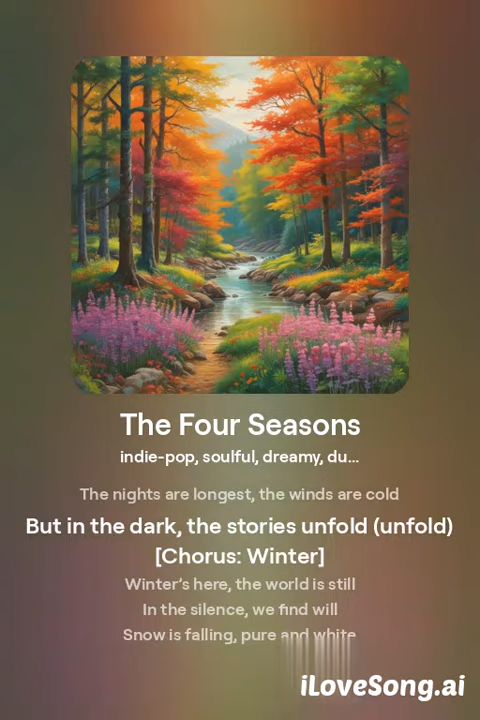 The Four Seasons
indie-pop, soulful, dreamy, du...
The nights are longest, the winds are cold
But in the dark, the stories unfold (unfold)
[Chorus: Winter]
Winter's here, the world is still
In the silence, we find will
Snow is falling, pure and white
iLoveSong.ai